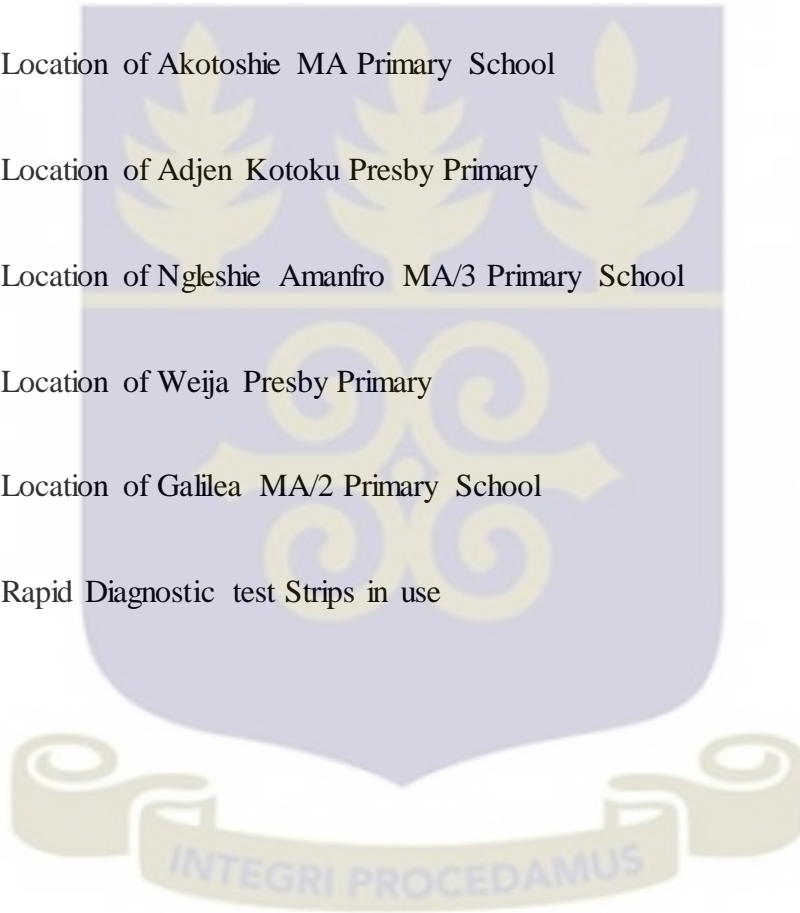 Location of Akotoshie MA Primary School
Location of Adjen Kotoku Presby Primary
Location of Ngleshie Amanfro MA/3 Primary School
Location of Weija Presby Primary
Location of Galilea MA/2 Primary School
Rapid Diagnostic test Strips in use
INTEGRI PROCEDAMUS